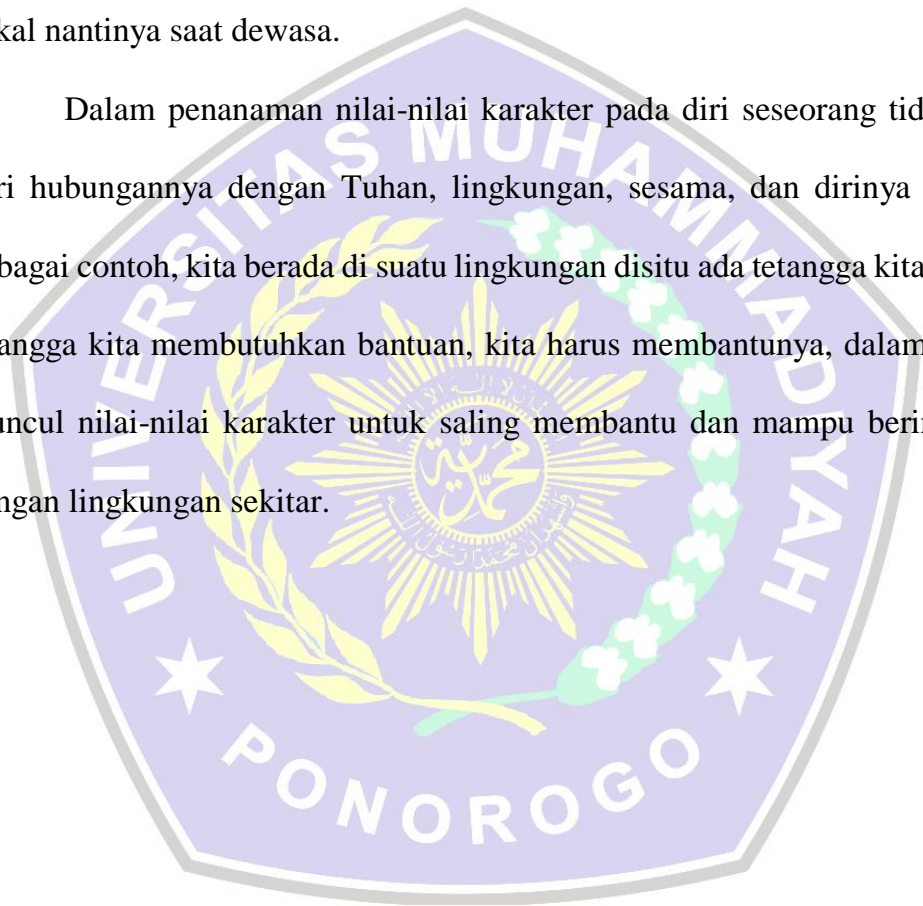 kal nantinya saat dewasa.
Dalam penanaman nilai-nilai karakter pada diri seseorang tid
ri hubungannya dengan Tuhan, lingkungan, sesama, dan dirinya
bagai contoh, kita berada di suatu lingkungan disitu ada tetangga kita
angga kita membutuhkan bantuan, kita harus membantunya, dalam
uncul nilai-nilai karakter untuk saling membantu dan mampu beri
ngan lingkungan sekitar.
UNIVERSITAS MUHAMMADIYAH
محمدية
PONOROGO